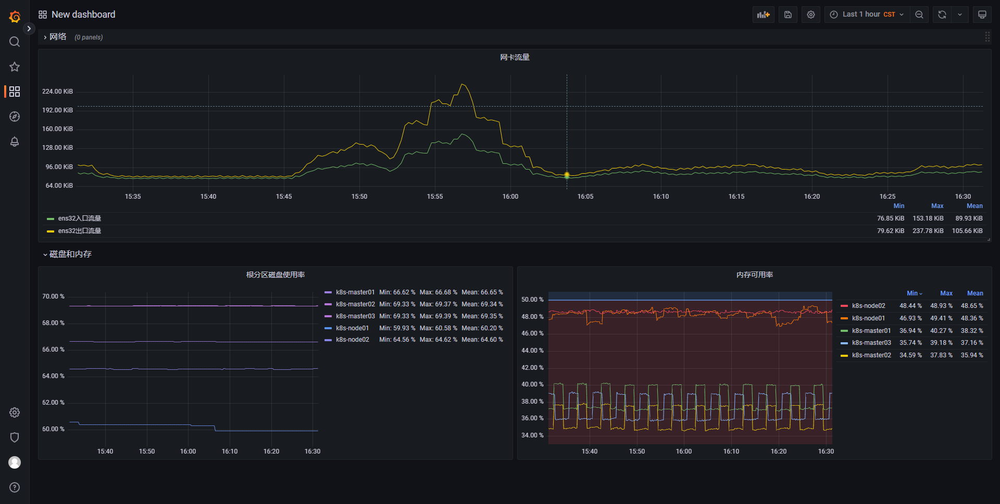 New dashboard
Last 1 hour CST
网络 (0 panels)
网卡流量
224.00 KiB
192.00 KiB
160.00 KiB
128.00 KiB
96.00 KiB
64.00 KiB
15:35 15:40 15:45 15:50 15:55 16:00 16:05 16:10 16:15 16:20 16:25 16:30
Min Max Mean
ens32入口流量 76.85 KiB 153.18 KiB 89.93 KiB
ens32出口流量 79.62 KiB 237.78 KiB 105.66 KiB
磁盘和内存
根分区磁盘使用率
70.00 %
68.00 %
66.00 %
64.00 %
62.00 %
60.00 %
15:40 15:50 16:00 16:10 16:20 16:30
k8s-master01 Min: 66.62 % Max: 66.68 % Mean: 66.65 %
k8s-master02 Min: 69.33 % Max: 69.37 % Mean: 69.34 %
k8s-master03 Min: 69.33 % Max: 69.39 % Mean: 69.35 %
k8s-node01 Min: 59.93 % Max: 60.58 % Mean: 60.20 %
k8s-node02 Min: 64.56 % Max: 64.62 % Mean: 64.60 %
内存可用率
50.00 %
48.00 %
46.00 %
44.00 %
42.00 %
40.00 %
38.00 %
36.00 %
34.00 %
15:40 15:50 16:00 16:10 16:20 16:30
Min Max Mean
k8s-node02 48.44 % 48.93 % 48.65 %
k8s-node01 46.93 % 49.41 % 48.36 %
k8s-master01 36.94 % 40.27 % 38.32 %
k8s-master03 35.74 % 39.18 % 37.16 %
k8s-master02 34.59 % 37.83 % 35.94 %